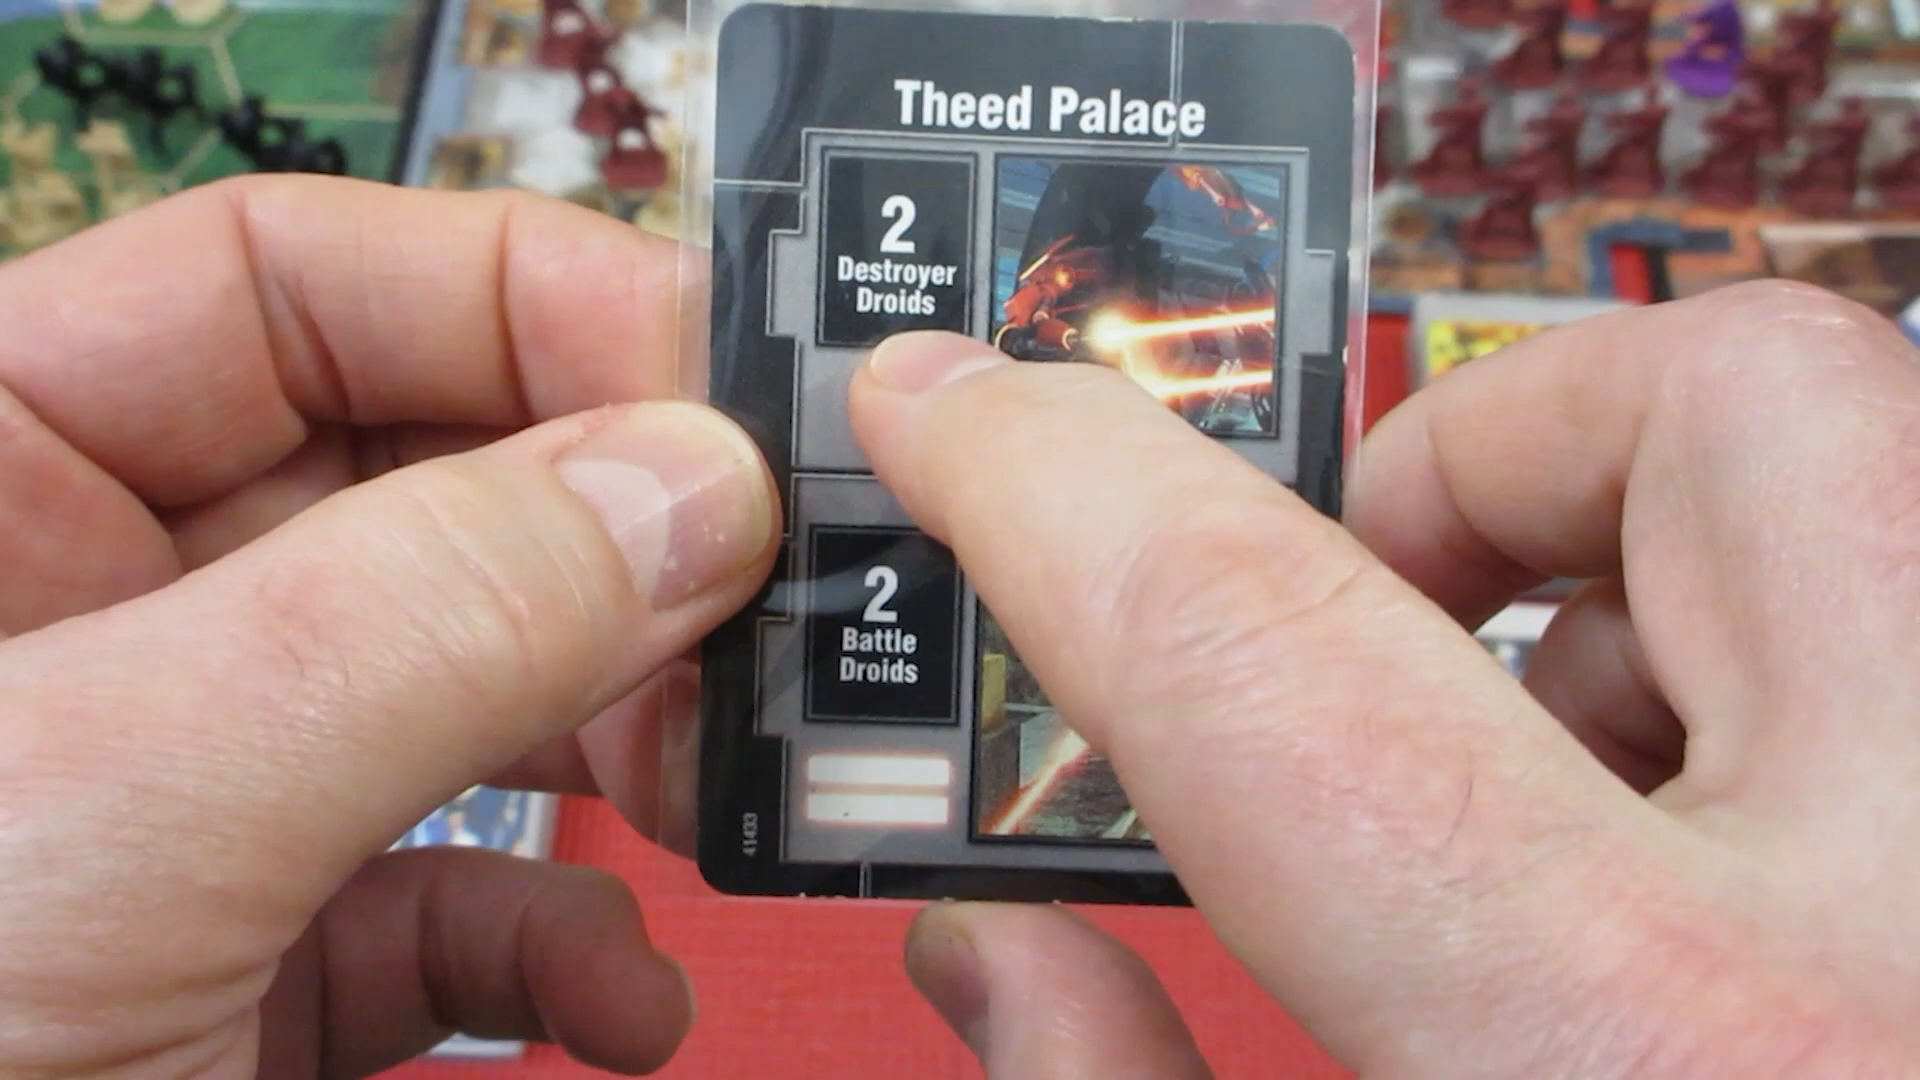 Theed Palace
2
Destroyer
Droids
2
Battle
Droids
41433